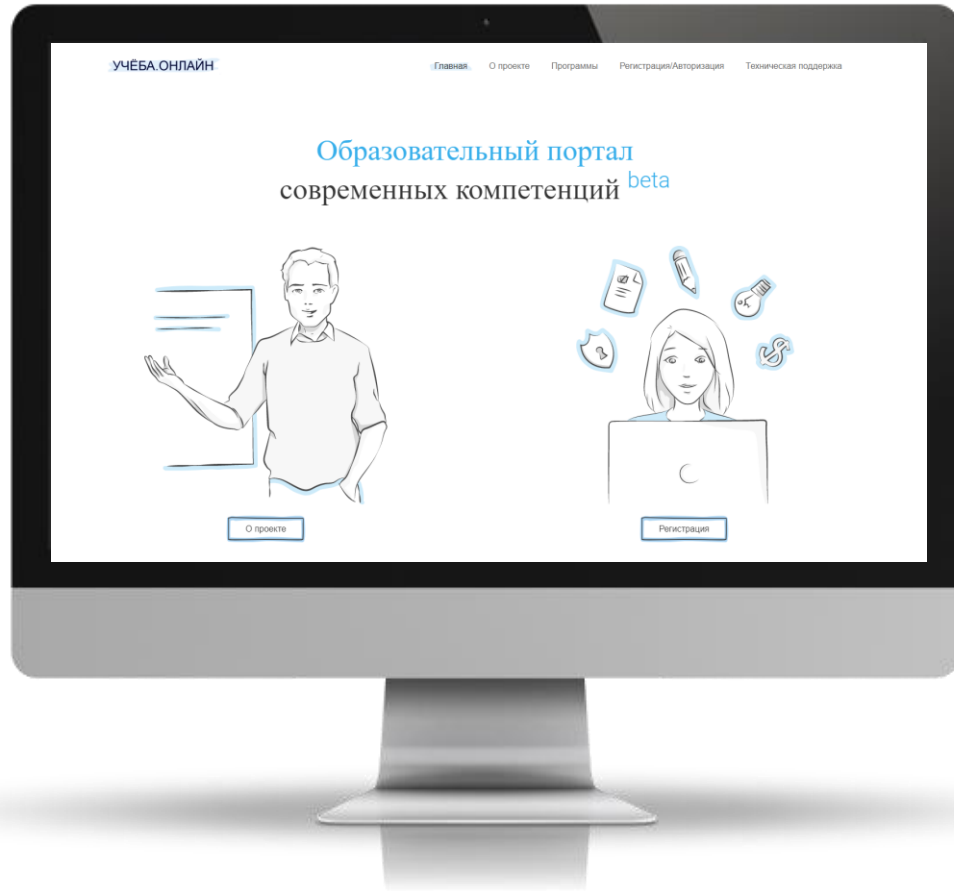 УЧЁБА.ОНЛАЙН
Главная О проекте Программы Регистрация/Авторизация Техническая поддержка
Образовательный портал
современных компетенций beta
О проекте Регистрация